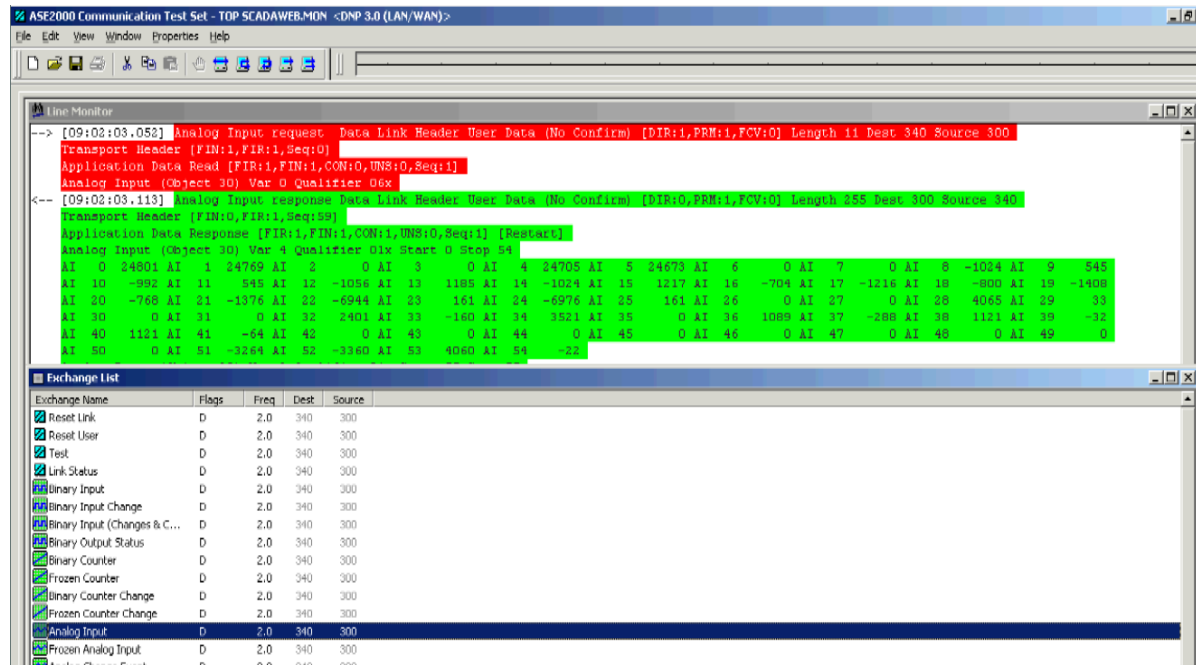 ASE2000 Communication Test Set - TOP SCADAWEB.MON <DNP 3.0 (LAN/WAN)>
File Edit View Window Properties Help
Line Monitor
--> [09:02:03.052] Analog Input request Data Link Header User Data (No Confirm) [DIR:1,PRM:1,FCV:0] Length 11 Dest 340 Source 300
Transport Header [FIN:1,FIR:1,Seq:0]
Application Data Read [FIR:1,FIN:1,CON:0,UNS:0,Seq:1]
Analog Input (Object 30) Var 0 Qualifier 06x
<-- [09:02:03.113] Analog Input response Data Link Header User Data (No Confirm) [DIR:0,PRM:1,FCV:0] Length 255 Dest 300 Source 340
Transport Header [FIN:0,FIR:1,Seq:59]
Application Data Response [FIR:1,FIN:1,CON:1,UNS:0,Seq:1] [Restart]
Analog Input (Object 30) Var 4 Qualifier 01x Start 0 Stop 54
AI 0 24801 AI 1 24769 AI 2 0 AI 3 0 AI 4 24705 AI 5 24673 AI 6 0 AI 7 0 AI 8 -1024 AI 9 545
AI 10 -992 AI 11 545 AI 12 -1056 AI 13 1185 AI 14 -1024 AI 15 1217 AI 16 -704 AI 17 -1216 AI 18 -800 AI 19 -1408
AI 20 -768 AI 21 -1376 AI 22 -6944 AI 23 161 AI 24 -6976 AI 25 161 AI 26 0 AI 27 0 AI 28 4065 AI 29 33
AI 30 0 AI 31 0 AI 32 2401 AI 33 -160 AI 34 3521 AI 35 0 AI 36 1089 AI 37 -288 AI 38 1121 AI 39 -32
AI 40 1121 AI 41 -64 AI 42 0 AI 43 0 AI 44 0 AI 45 0 AI 46 0 AI 47 0 AI 48 0 AI 49 0
AI 50 0 AI 51 -3264 AI 52 -3360 AI 53 4060 AI 54 -22
Exchange List
Exchange Name Flags Freq Dest Source
Reset Link D 2.0 340 300
Reset User D 2.0 340 300
Test D 2.0 340 300
Link Status D 2.0 340 300
Binary Input D 2.0 340 300
Binary Input Change D 2.0 340 300
Binary Input (Changes & C... D 2.0 340 300
Binary Output Status D 2.0 340 300
Binary Counter D 2.0 340 300
Frozen Counter D 2.0 340 300
Binary Counter Change D 2.0 340 300
Frozen Counter Change D 2.0 340 300
Analog Input D 2.0 340 300
Frozen Analog Input D 2.0 340 300